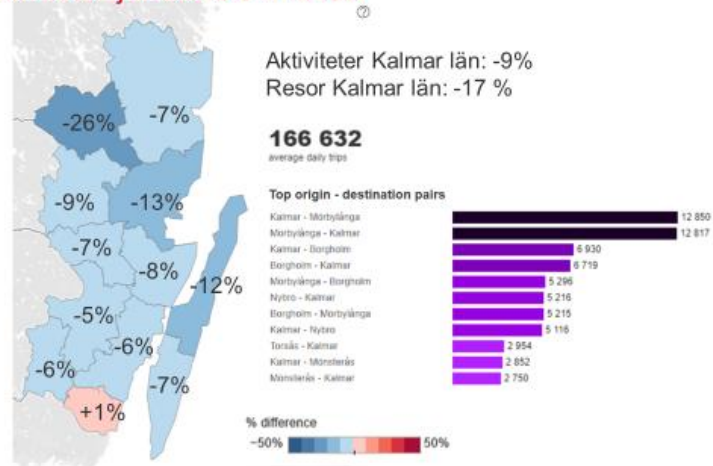 Aktiviteter Kalmar län: -9%
Resor Kalmar län: -17 %
166 632
average daily trips
Top origin - destination pairs
Kalmar - Mörbylånga 12 850
Mörbylånga - Kalmar 12 817
Kalmar - Borgholm 6 930
Borgholm - Kalmar 6 719
Mörbylånga - Borgholm 5 296
Nybro - Kalmar 5 216
Borgholm - Mörbylånga 5 215
Kalmar - Nybro 5 116
Torsås - Kalmar 2 954
Kalmar - Mönsterås 2 852
Mönsterås - Kalmar 2 750
-7%
-26%
-9%
-13%
-7%
-8%
-12%
-5%
-6%
-6%
-7%
+1%
% difference
-50% 50%